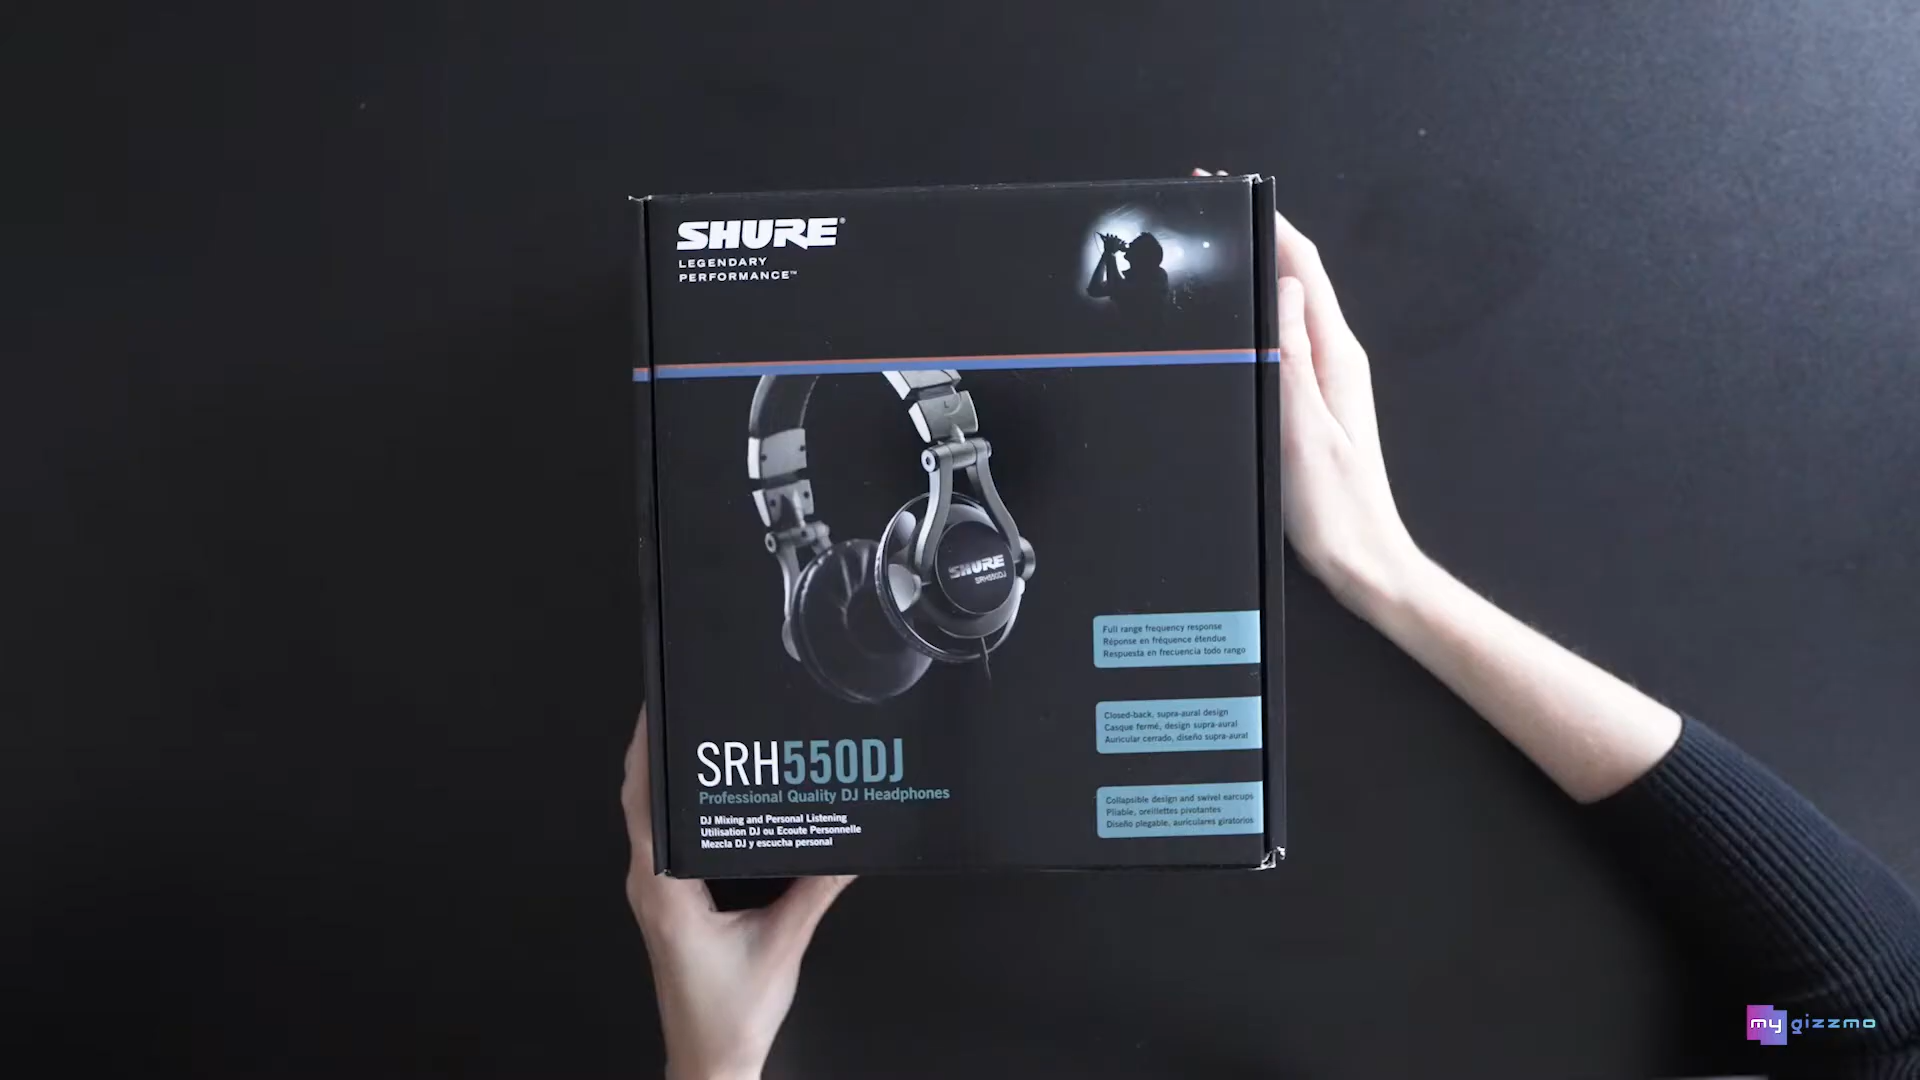 SHURE®
LEGENDARY
PERFORMANCE™
L
SHURE
SRH550DJ
Full range frequency response
Réponse en fréquence étendue
Respuesta en frecuencia todo rango
Closed-back, supra-aural design
Casque fermé, design supra-aural
Auricular cerrado, diseño supra-aural
SRH550DJ
Professional Quality DJ Headphones
DJ Mixing and Personal Listening
Utilisation DJ ou Ecoute Personnelle
Mezcla DJ y escucha personal
Collapsible design and swivel earcups
Pliable, oreillettes pivotantes
Diseño plegable, auriculares giratorios
my gizzmo